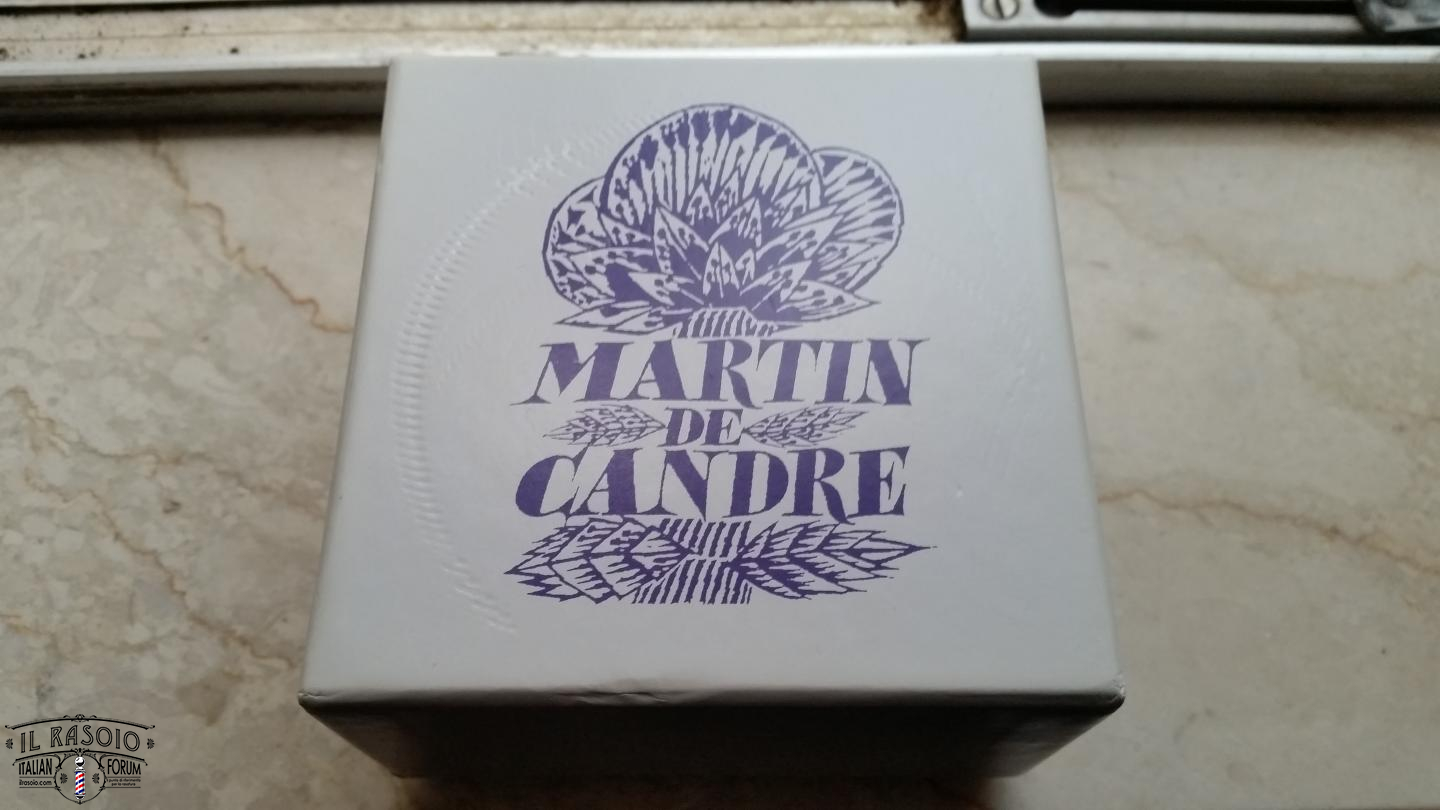 MARTIN
DE
CANDRE
IL RASOIO
ITALIAN FORUM
ilrasoio.com